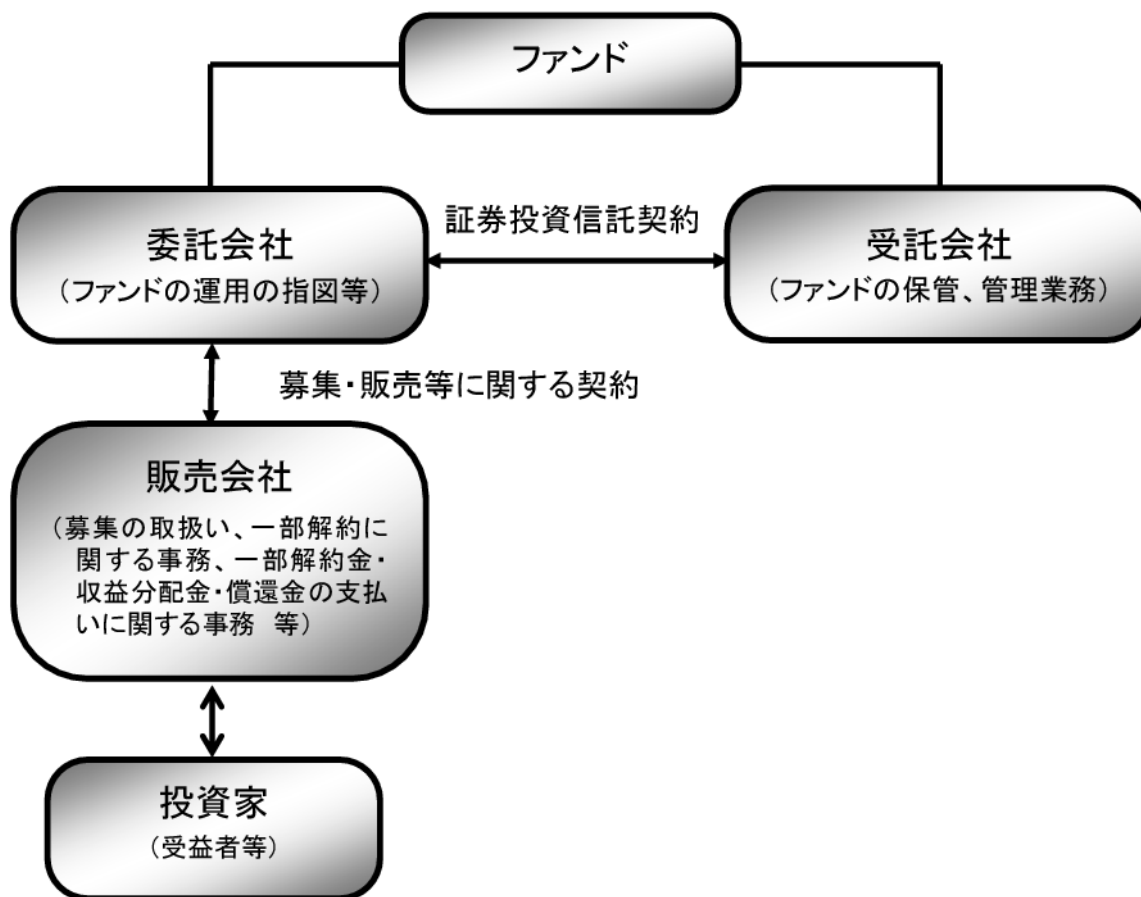 ファンド
委託会社
（ファンドの運用の指図等）
証券投資信託契約
受託会社
（ファンドの保管、管理業務）
募集・販売等に関する契約
販売会社
（募集の取扱い、一部解約に
関する事務、一部解約金・
収益分配金・償還金の支払
いに関する事務　等）
投資家
（受益者等）